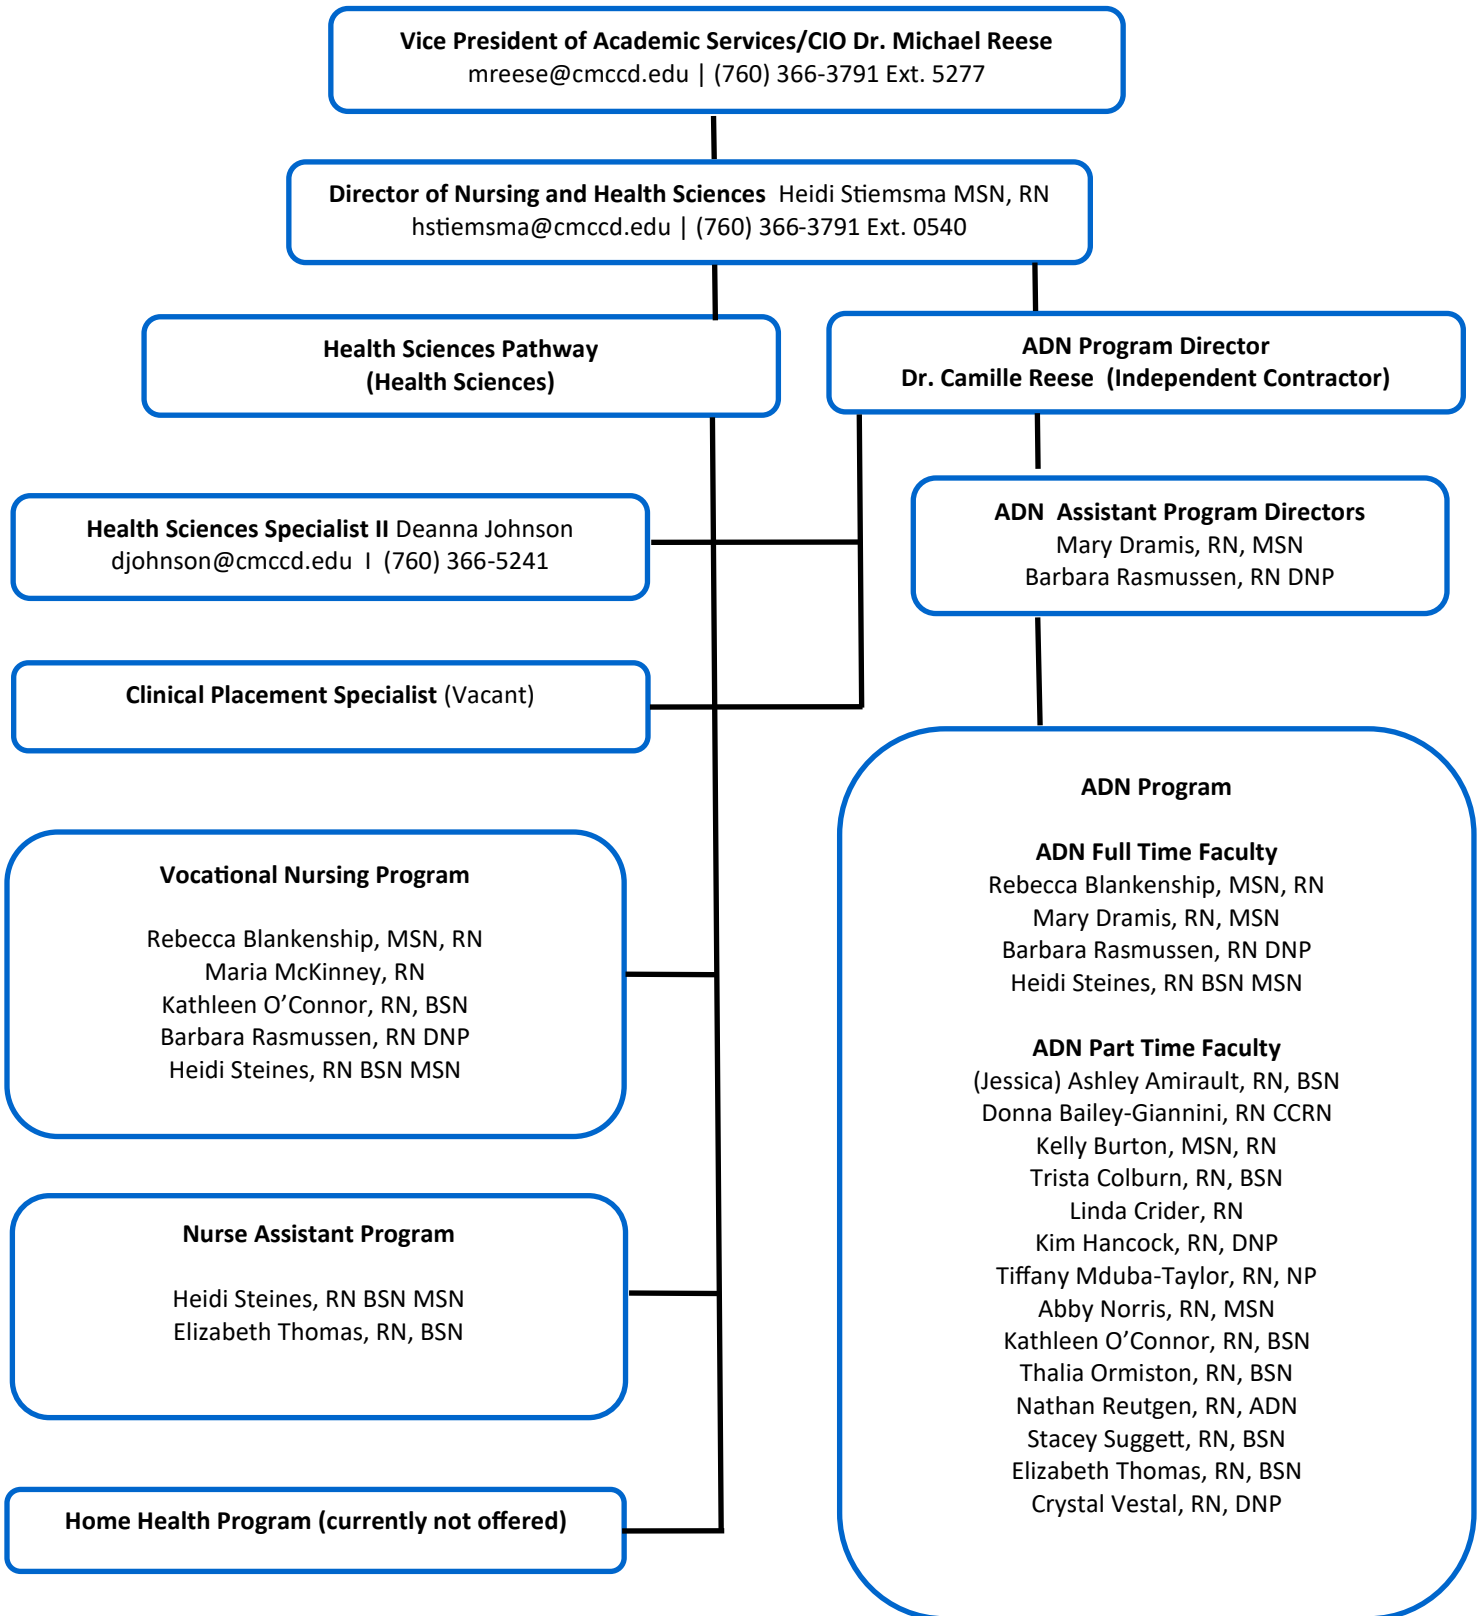 Vice President of Academic Services/CIO Dr. Michael Reese
mreese@cmccd.edu | (760) 366-3791 Ext. 5277
Director of Nursing and Health Sciences Heidi Stiemsma MSN, RN
hstiemsma@cmccd.edu | (760) 366-3791 Ext. 0540
Health Sciences Pathway
(Health Sciences)
ADN Program Director
Dr. Camille Reese (Independent Contractor)
Health Sciences Specialist II Deanna Johnson
djohnson@cmccd.edu I (760) 366-5241
ADN Assistant Program Directors
Mary Dramis, RN, MSN
Barbara Rasmussen, RN DNP
Clinical Placement Specialist (Vacant)
Vocational Nursing Program
Rebecca Blankenship, MSN, RN
Maria McKinney, RN
Kathleen O’Connor, RN, BSN
Barbara Rasmussen, RN DNP
Heidi Steines, RN BSN MSN
Nurse Assistant Program
Heidi Steines, RN BSN MSN
Elizabeth Thomas, RN, BSN
Home Health Program (currently not offered)
ADN Program
ADN Full Time Faculty
Rebecca Blankenship, MSN, RN
Mary Dramis, RN, MSN
Barbara Rasmussen, RN DNP
Heidi Steines, RN BSN MSN
ADN Part Time Faculty
(Jessica) Ashley Amirault, RN, BSN
Donna Bailey-Giannini, RN CCRN
Kelly Burton, MSN, RN
Trista Colburn, RN, BSN
Linda Crider, RN
Kim Hancock, RN, DNP
Tiffany Mduba-Taylor, RN, NP
Abby Norris, RN, MSN
Kathleen O’Connor, RN, BSN
Thalia Ormiston, RN, BSN
Nathan Reutgen, RN, ADN
Stacey Suggett, RN, BSN
Elizabeth Thomas, RN, BSN
Crystal Vestal, RN, DNP